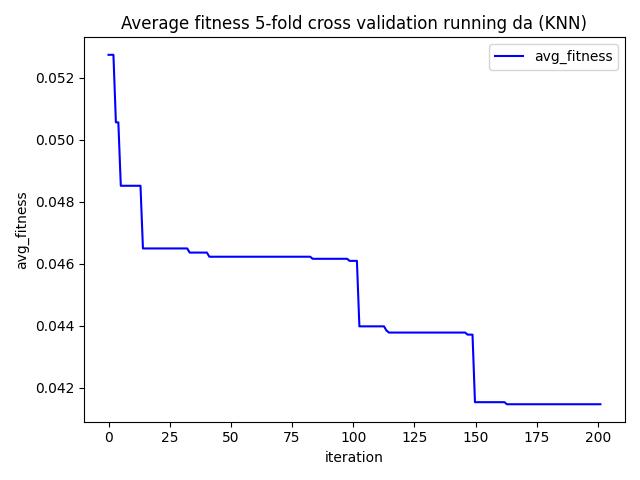 Average fitness 5-fold cross validation running da (KNN)
avg_fitness
0.052
0.050
0.048
0.046
0.044
0.042
avg_fitness
0 25 50 75 100 125 150 175 200
iteration